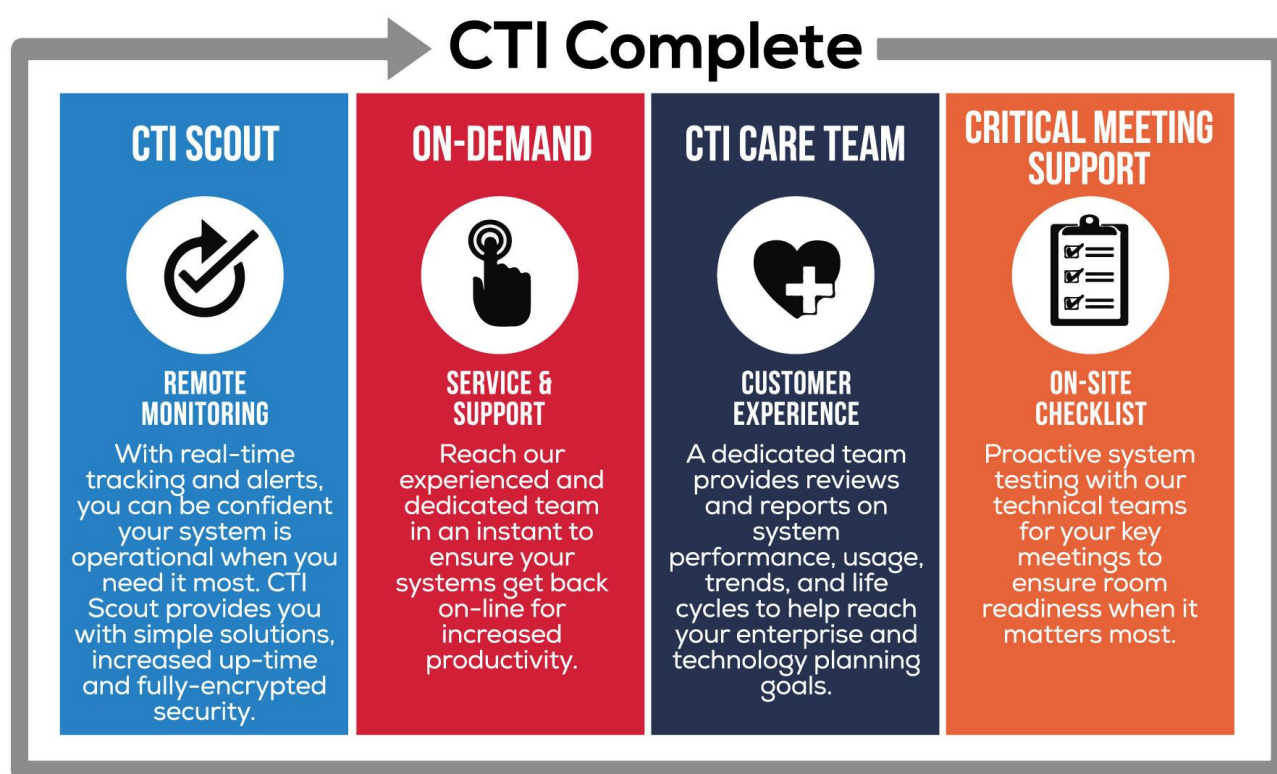 CTI Complete
CTI SCOUT
REMOTE
MONITORING
With real-time
tracking and alerts,
you can be confident
your system is
operational when you
need it most. CTI
Scout provides you
with simple solutions,
increased up-time
and fully-encrypted
security.
ON-DEMAND
SERVICE &
SUPPORT
Reach our
experienced and
dedicated team
in an instant to
ensure your
systems get back
on-line for
increased
productivity.
CTI CARE TEAM
CUSTOMER
EXPERIENCE
A dedicated team
provides reviews
and reports on
system
performance, usage,
trends, and life
cycles to help reach
your enterprise and
technology planning
goals.
CRITICAL MEETING
SUPPORT
ON-SITE
CHECKLIST
Proactive system
testing with our
technical teams
for your key
meetings to
ensure room
readiness when it
matters most.